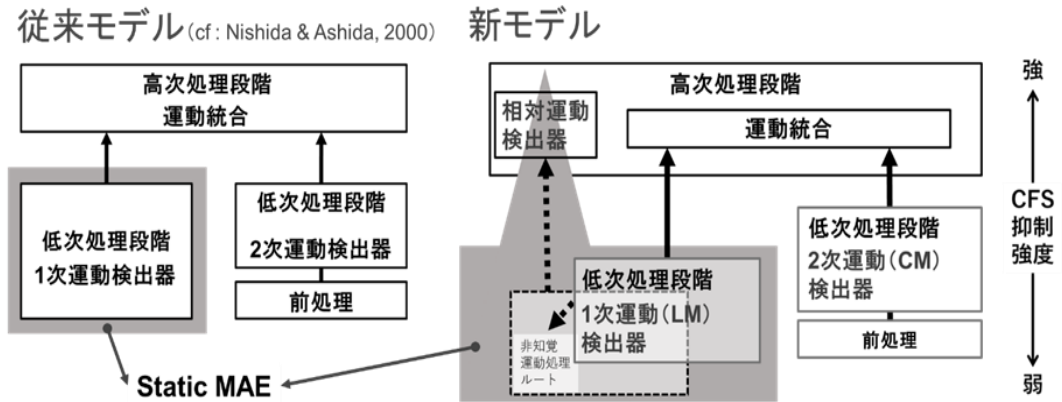 従来モデル(cf : Nishida & Ashida, 2000)
高次処理段階
運動統合
低次処理段階
1次運動検出器
低次処理段階
2次運動検出器
前処理
Static MAE
新モデル
高次処理段階
相対運動
検出器
運動統合
低次処理段階
1次運動(LM)
検出器
非知覚
運動処理
ルート
低次処理段階
2次運動(CM)
検出器
前処理
強
CFS
抑制
強度
弱